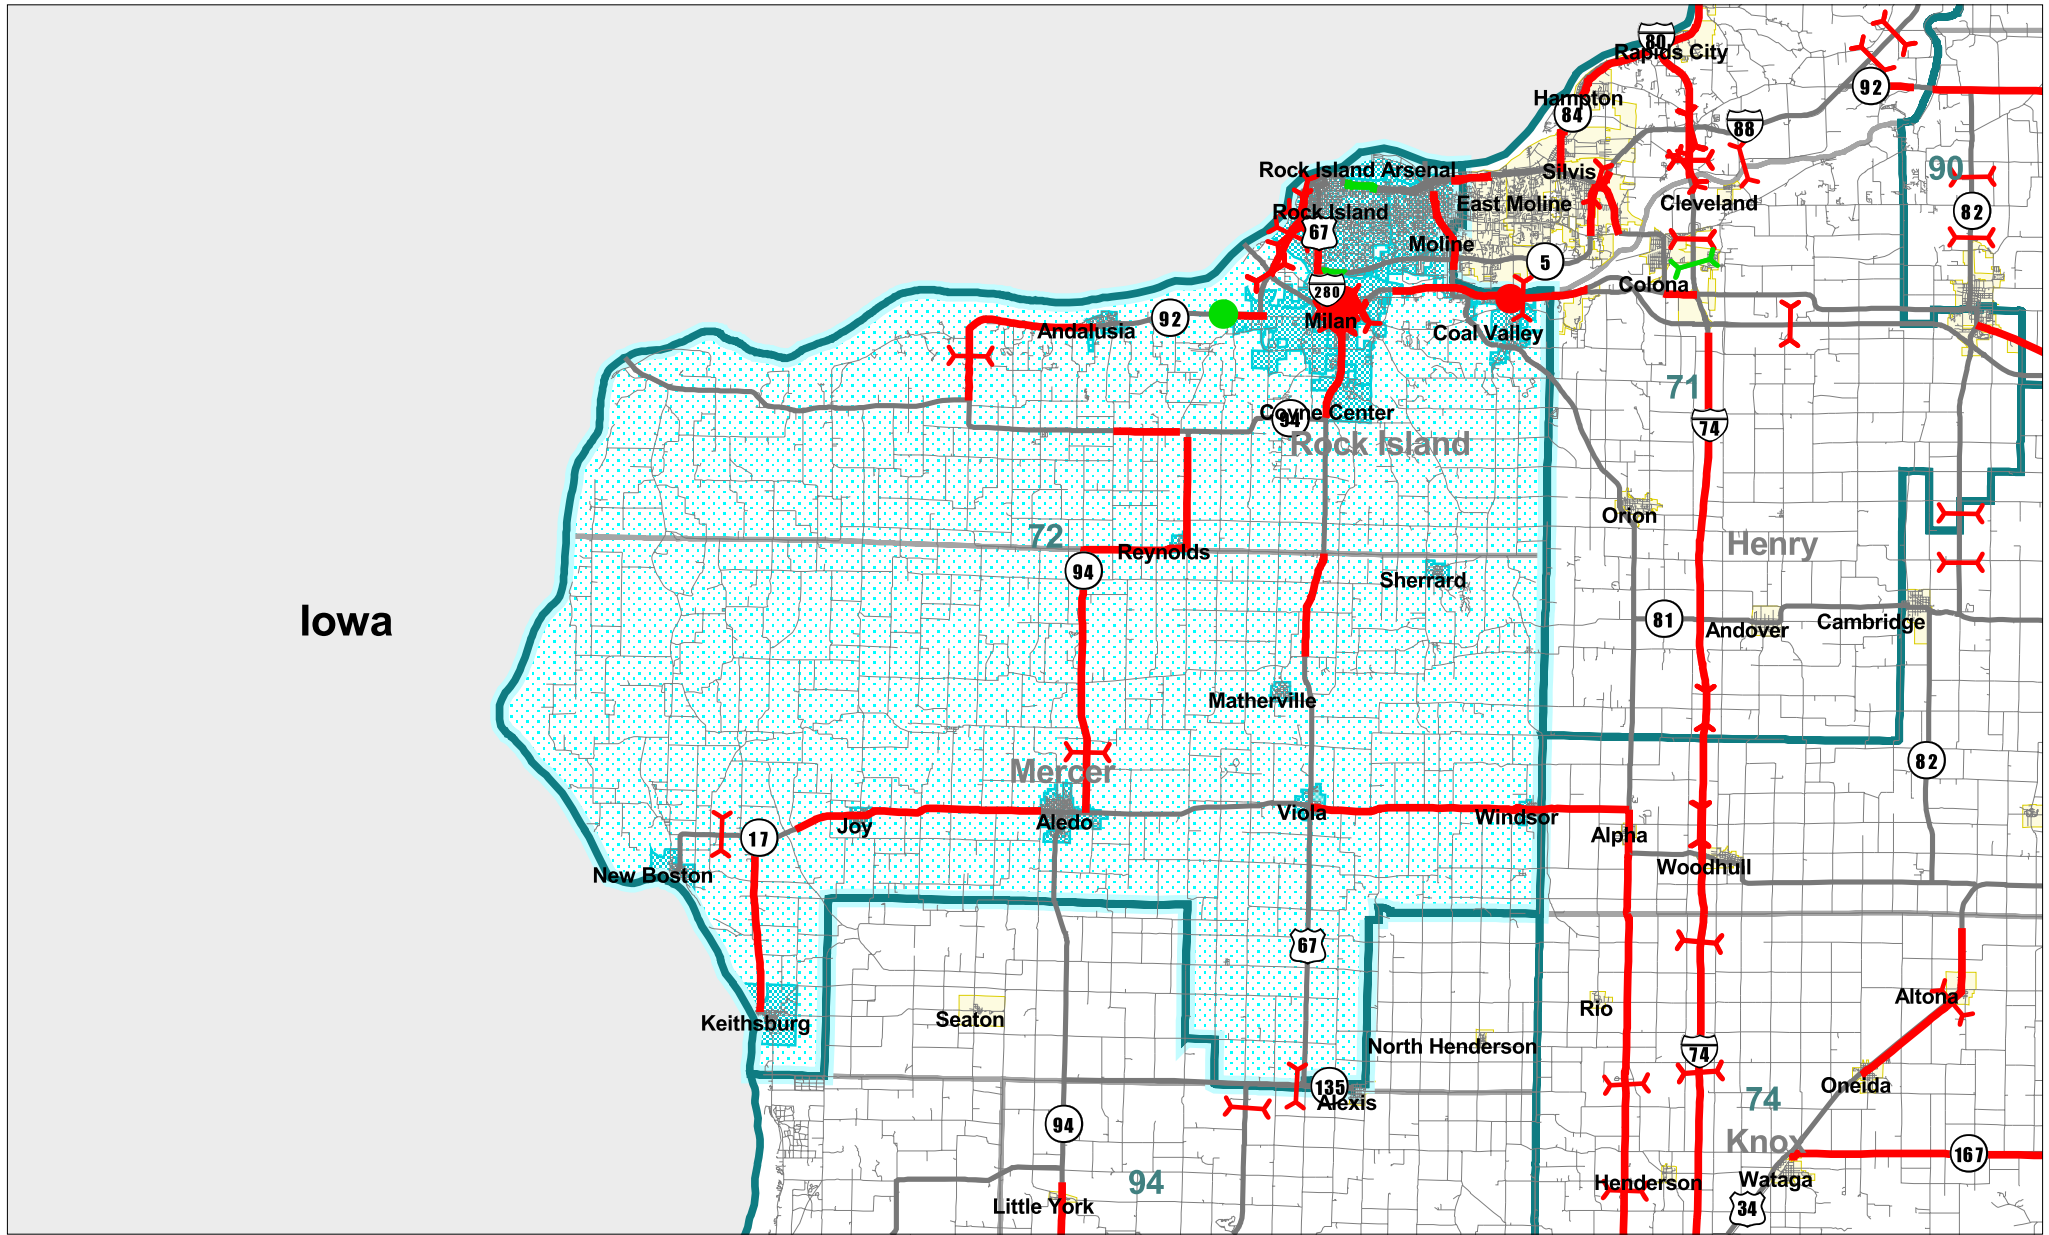 80
Rapids City
92
Hampton
84
88
Rock Island Arsenal
Silvis
90
Rock Island
East Moline
Cleveland
82
67
Moline
5
280
Colona
92
Andalusia
Milan
Coal Valley
71
Coyne Center
94
Rock Island
74
Orion
72
Reynolds
Henry
94
Sherrard
Iowa
81
Andover
Cambridge
Matherville
Mercer
82
Joy
Aledo
Viola
Windsor
17
Alpha
Woodhull
New Boston
67
Altona
Rio
Keithsburg
Seaton
North Henderson
74
135
Alexis
Oneida
74
94
Knox
167
94
Henderson
Wataga
Little York
34